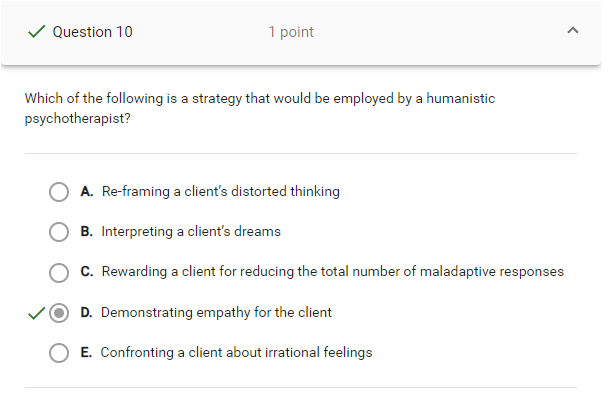 Question 10 1 point
Which of the following is a strategy that would be employed by a humanistic
psychotherapist?
A. Re-framing a client's distorted thinking
B. Interpreting a client's dreams
C. Rewarding a client for reducing the total number of maladaptive responses
D. Demonstrating empathy for the client
E. Confronting a client about irrational feelings